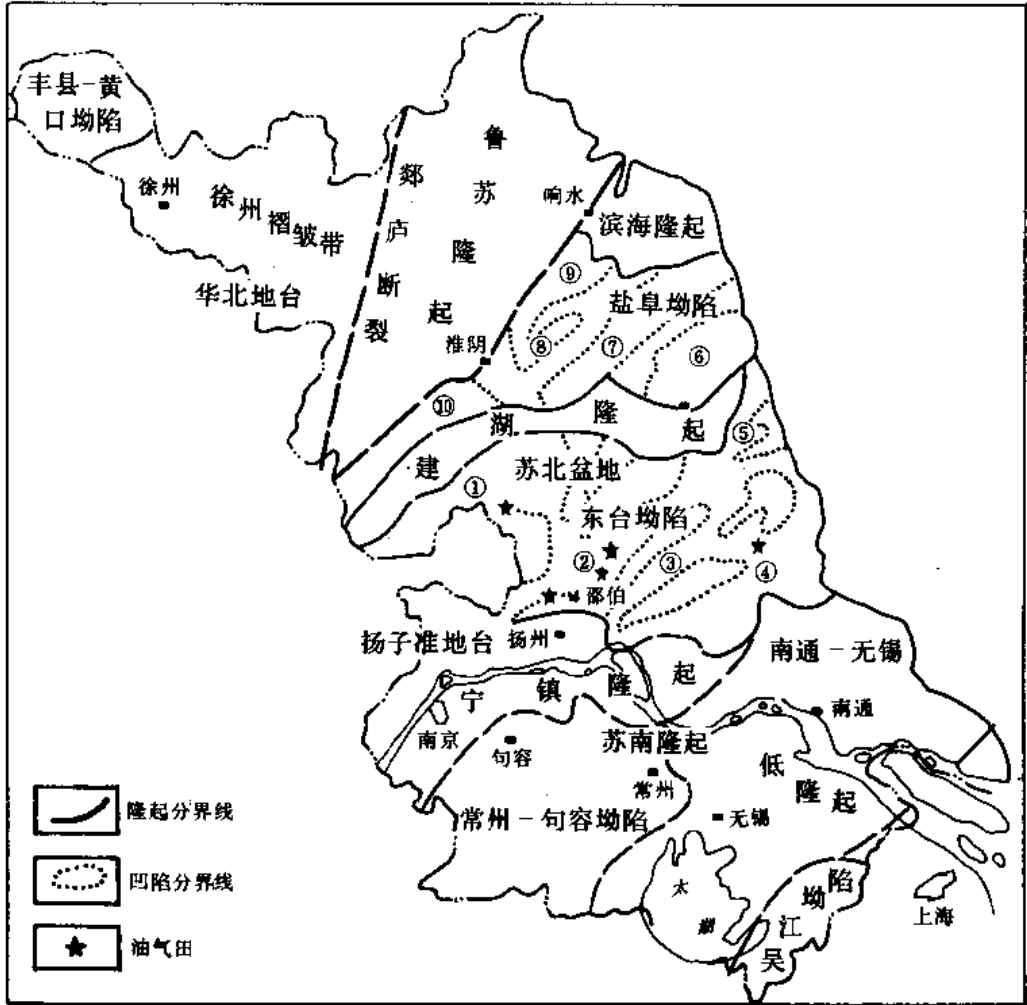 丰县-黄
口坳陷
徐州
徐州褶皱带
华北地台
郯庐断裂
鲁苏隆起
响水
滨海隆起
盐阜坳陷
淮阴
⑨
⑧
⑦
⑥
⑩
建湖隆起
⑤
①
苏北盆地
东台坳陷
②
③
④
邵伯
扬子准地台
扬州
南通-无锡
低隆起
宁镇隆起
南京
句容
苏南隆起
南通
常州
常州-句容坳陷
无锡
太湖
吴江坳陷
上海
隆起分界线
凹陷分界线
油气田